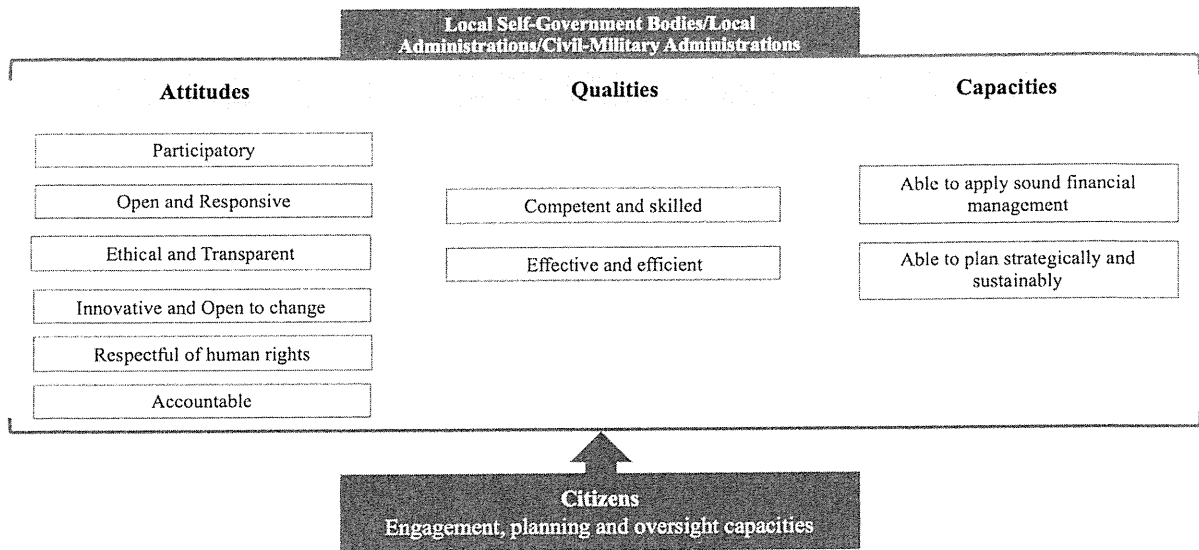 Local Self-Government Bodies/Local
Administrations/Civil-Military Administrations
Attitudes
Participatory
Open and Responsive
Ethical and Transparent
Innovative and Open to change
Respectful of human rights
Accountable
Qualities
Competent and skilled
Effective and efficient
Capacities
Able to apply sound financial
management
Able to plan strategically and
sustainably
Citizens
Engagement, planning and oversight capacities